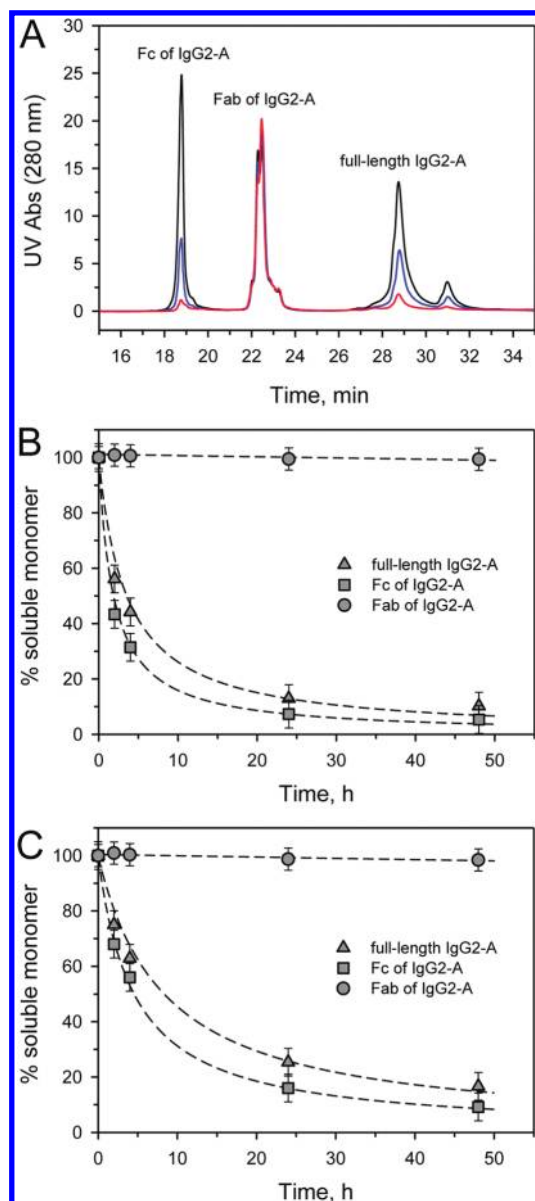 A
30
25
20
15
10
5
0
UV Abs (280 nm)
Fc of IgG2-A
Fab of IgG2-A
full-length IgG2-A
16 18 20 22 24 26 28 30 32 34
Time, min
B
100
80
60
40
20
0
% soluble monomer
full-length IgG2-A
Fc of IgG2-A
Fab of IgG2-A
0 10 20 30 40 50
Time, h
C
100
80
60
40
20
0
% soluble monomer
full-length IgG2-A
Fc of IgG2-A
Fab of IgG2-A
0 10 20 30 40 50
Time, h